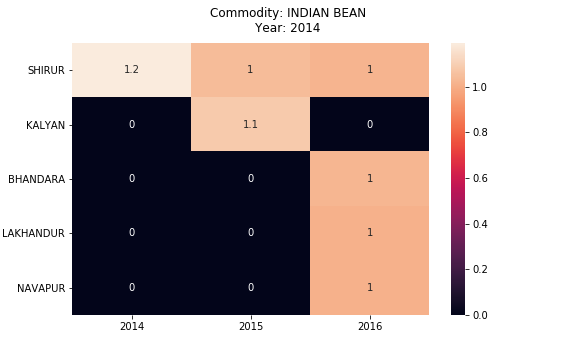 Commodity: INDIAN BEAN
Year: 2014
SHIRUR 1.2 1 1
KALYAN 0 1.1 0
BHANDARA 0 0 1
LAKHANDUR 0 0 1
NAVAPUR 0 0 1
2014 2015 2016
1.0
0.8
0.6
0.4
0.2
0.0